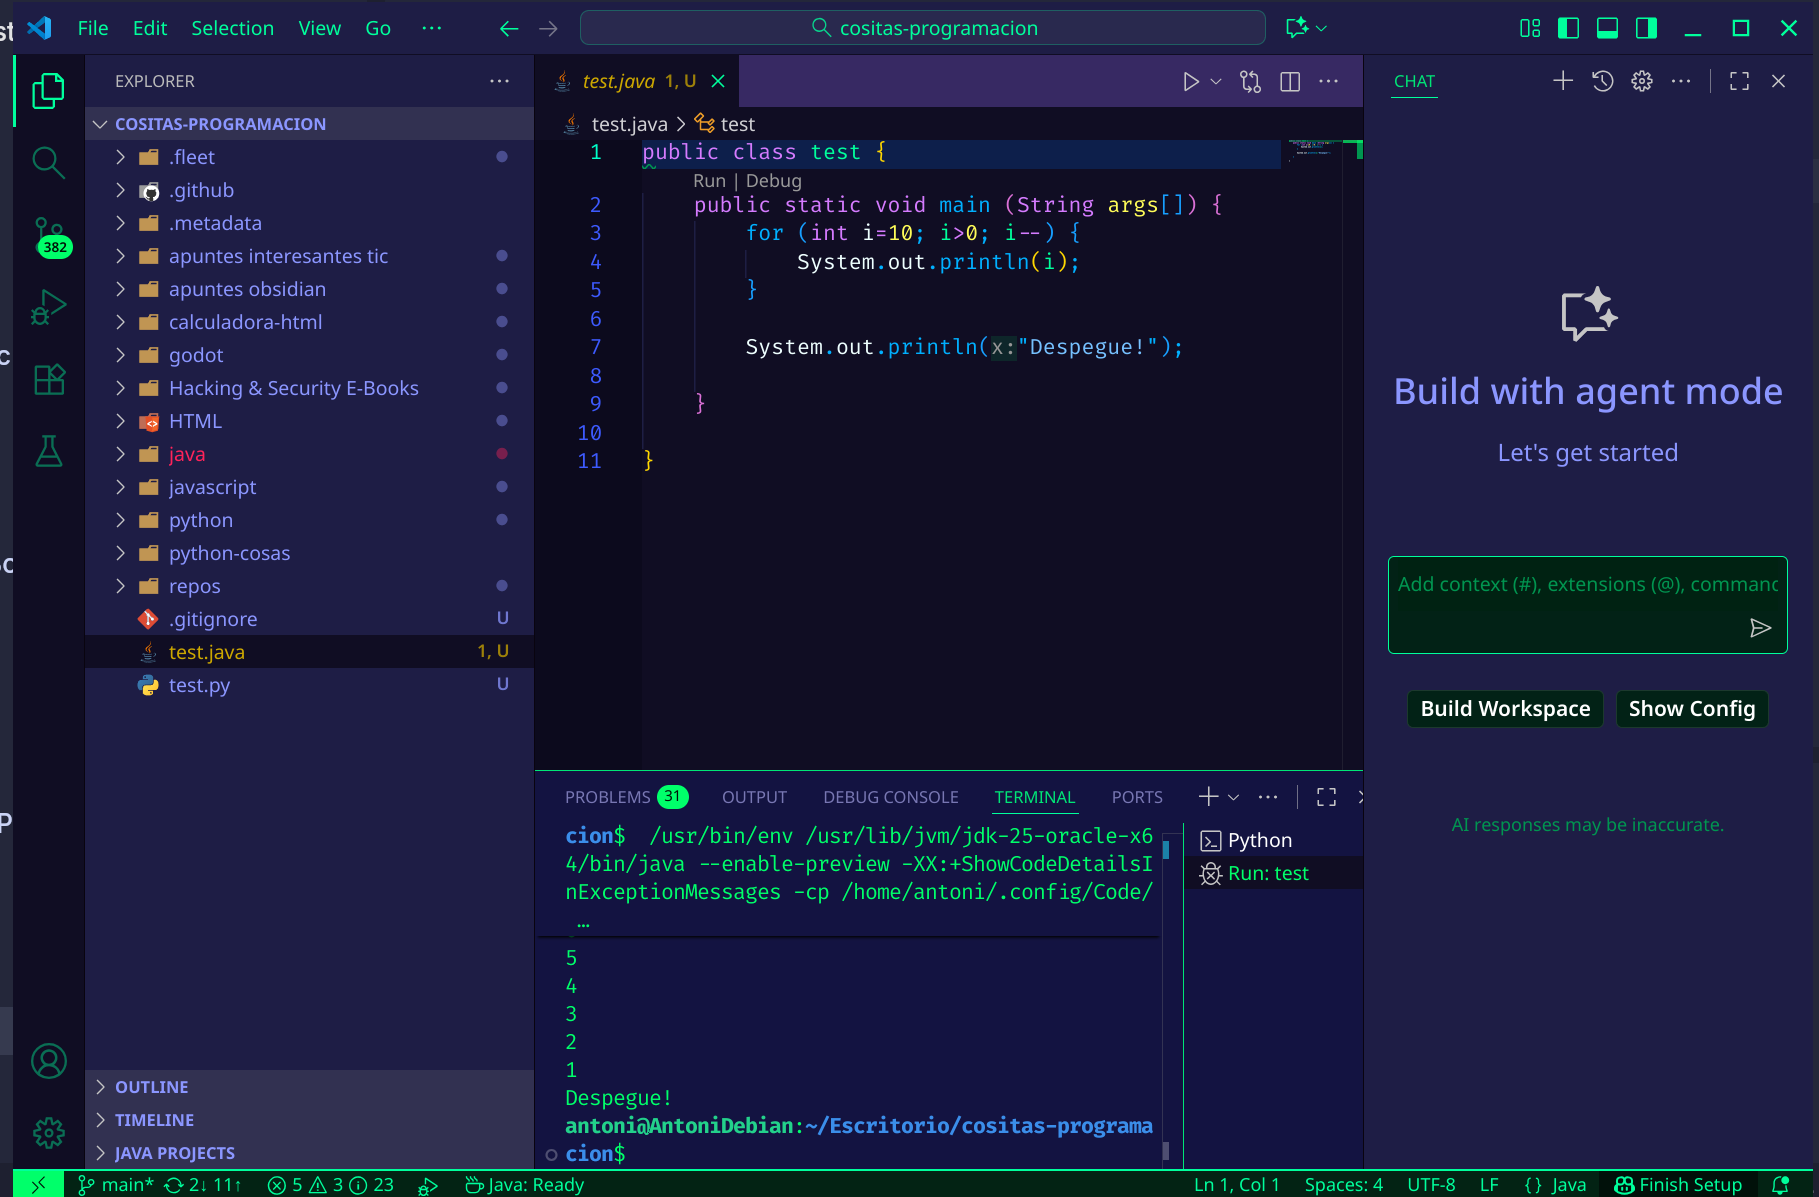 File Edit Selection View Go ···
cositas-programacion
EXPLORER
COSITAS-PROGRAMACION
.fleet
.github
.metadata
apuntes interesantes tic
apuntes obsidian
calculadora-html
godot
Hacking & Security E-Books
HTML
java
javascript
python
python-cosas
repos
.gitignore U
test.java 1, U
test.py U
OUTLINE
TIMELINE
JAVA PROJECTS
382
test.java 1, U
test.java > test
1 public class test {
Run | Debug
2 public static void main (String args[]) {
3 for (int i=10; i>0; i--) {
4 System.out.println(i);
5 }
6
7 System.out.println(x:"Despegue!");
8
9 }
10
11 }
PROBLEMS 31 OUTPUT DEBUG CONSOLE TERMINAL PORTS
cion$ /usr/bin/env /usr/lib/jvm/jdk-25-oracle-x6
4/bin/java --enable-preview -XX:+ShowCodeDetailsI
nExceptionMessages -cp /home/antoni/.config/Code/
…
5
4
3
2
1
Despegue!
antoni@AntoniDebian:~/Escritorio/cositas-programa
cion$
Python
Run: test
CHAT
Build with agent mode
Let's get started
Add context (#), extensions (@), command
Build Workspace Show Config
AI responses may be inaccurate.
main* 2↓ 11↑ 5 3 23 Java: Ready Ln 1, Col 1 Spaces: 4 UTF-8 LF {} Java Finish Setup